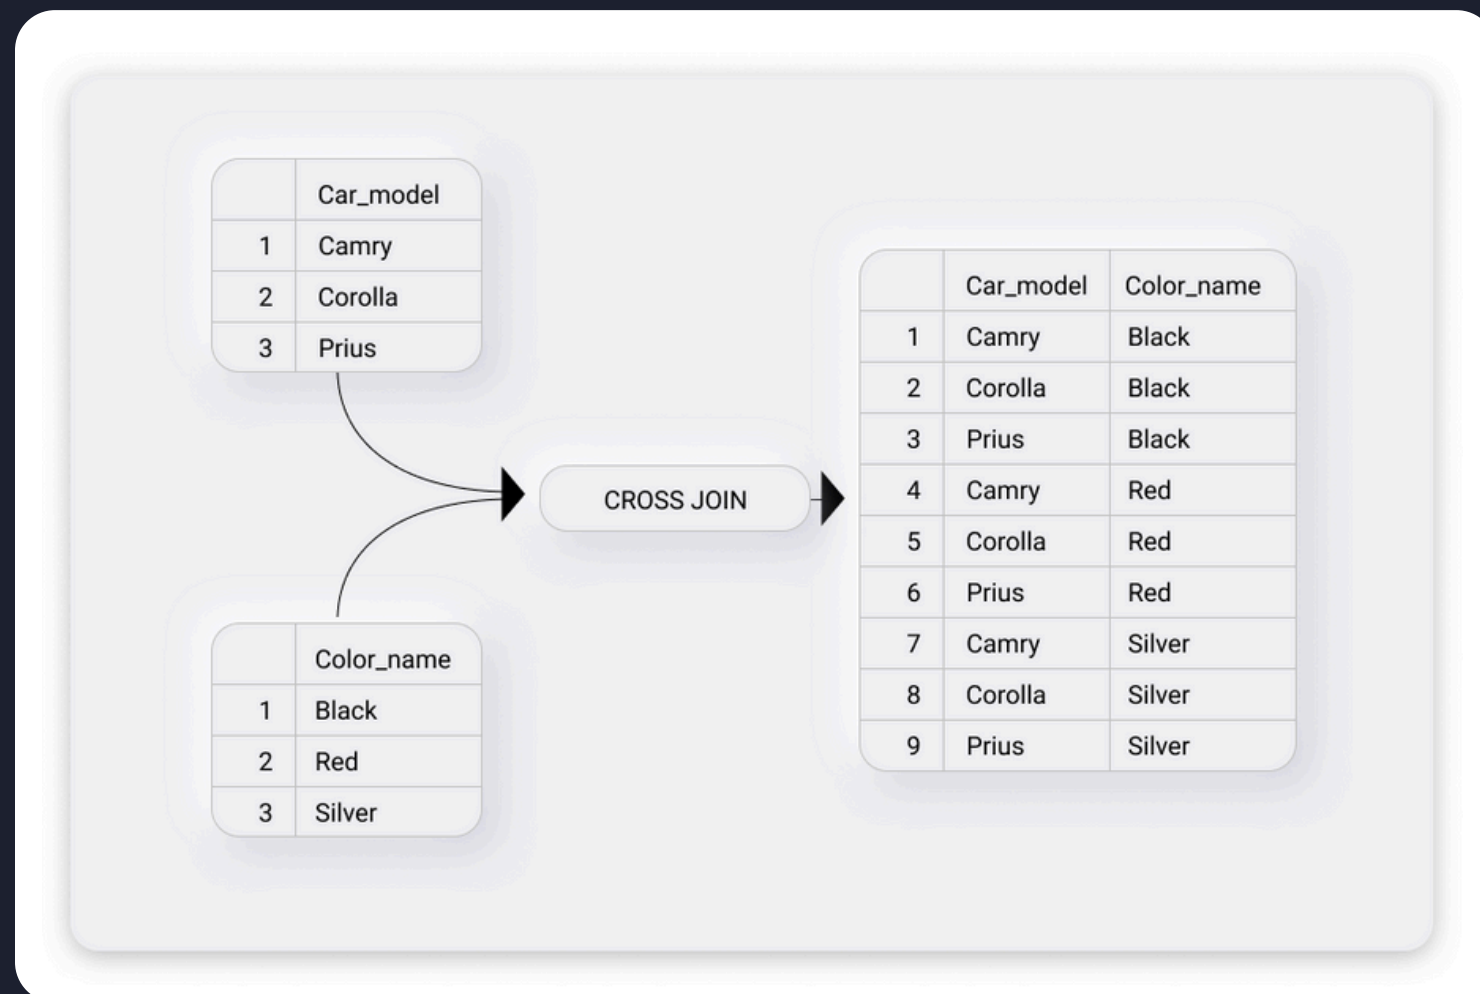 Car_model
1 Camry
2 Corolla
3 Prius
CROSS JOIN
Color_name
1 Black
2 Red
3 Silver
Car_model Color_name
1 Camry Black
2 Corolla Black
3 Prius Black
4 Camry Red
5 Corolla Red
6 Prius Red
7 Camry Silver
8 Corolla Silver
9 Prius Silver